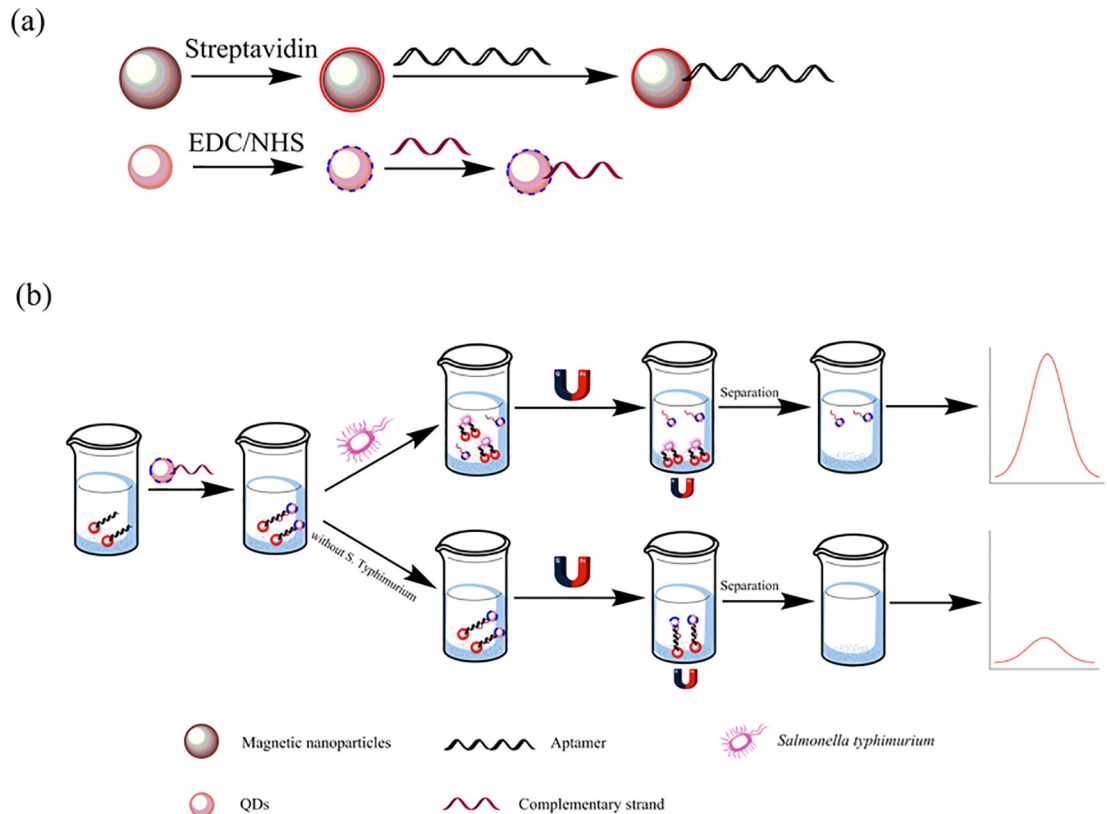 (a)
Streptavidin
EDC/NHS
(b)
S N
S N
Separation
without S. Typhimurium
Separation
Magnetic nanoparticles
Aptamer
Salmonella typhimurium
QDs
Complementary strand